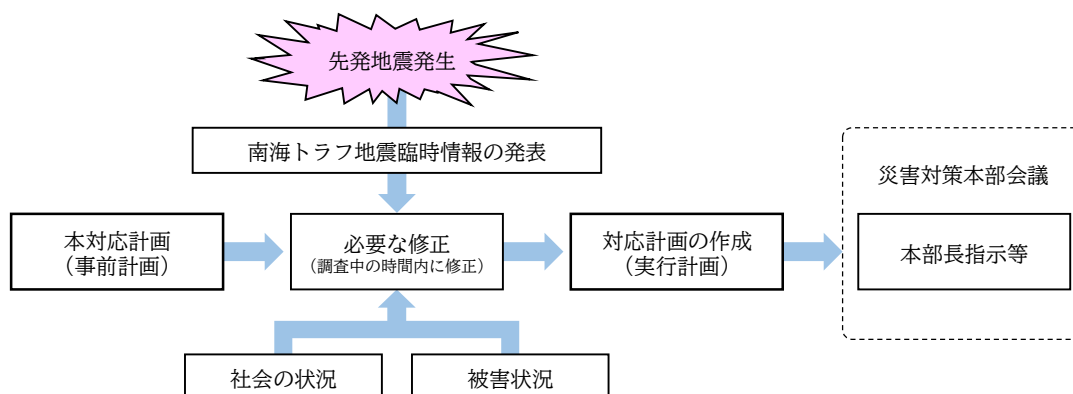 先発地震発生
南海トラフ地震臨時情報の発表
災害対策本部会議
本対応計画
（事前計画）
必要な修正
（調査中の時間内に修正）
対応計画の作成
（実行計画）
本部長指示等
社会の状況
被害状況